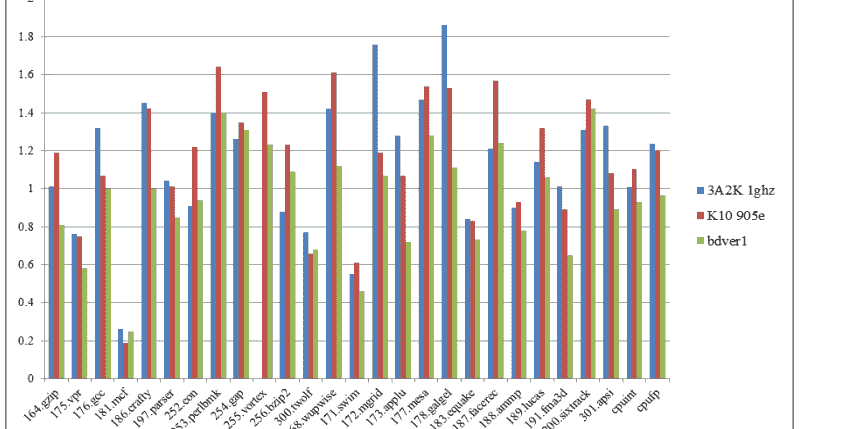 2
1.8
1.6
1.4
1.2
1
0.8
0.6
0.4
0.2
0
164.gzip
175.vpr
176.gcc
181.mcf
186.crafty
197.parser
252.eon
253.perlbmk
254.gap
255.vortex
256.bzip2
300.twolf
68.wupwise
171.swim
172.mgrid
173.applu
177.mesa
178.galgel
183.equake
187.facerec
188.ammp
189.lucas
191.fma3d
200.sixtrack
301.apsi
cpuint
cpufp
3A2K 1ghz
K10 905e
bdver1